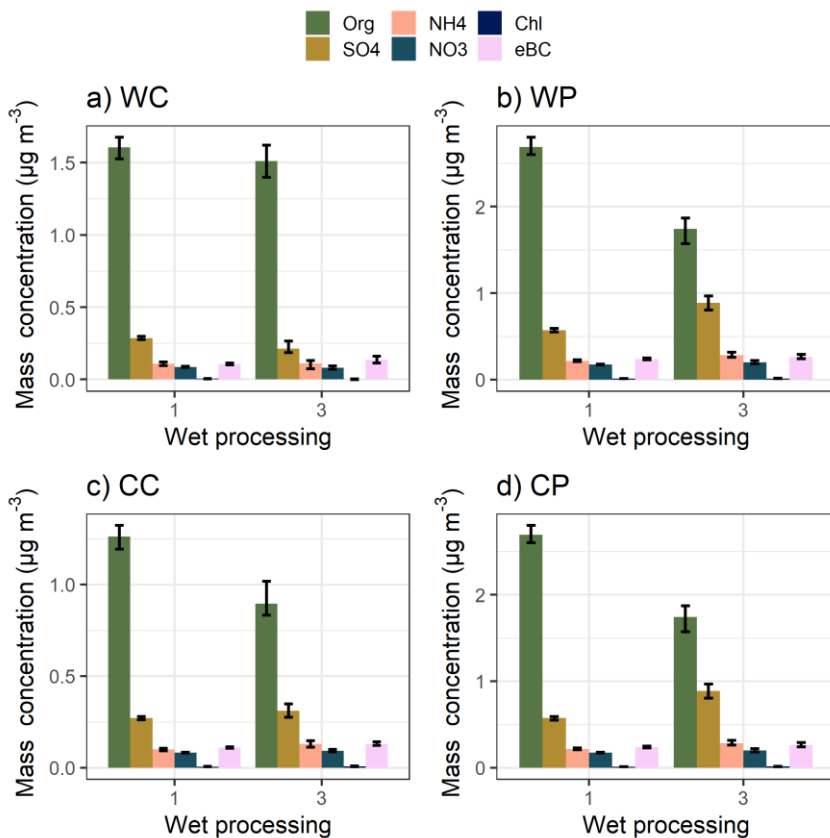 Org NH4 Chl
SO4 NO3 eBC
a) WC
Mass concentration (µg m⁻³)
1.5
1.0
0.5
0.0
1 3
Wet processing
b) WP
Mass concentration (µg m⁻³)
2
1
0
1 3
Wet processing
c) CC
Mass concentration (µg m⁻³)
1.0
0.5
0.0
1 3
Wet processing
d) CP
Mass concentration (µg m⁻³)
2
1
0
1 3
Wet processing